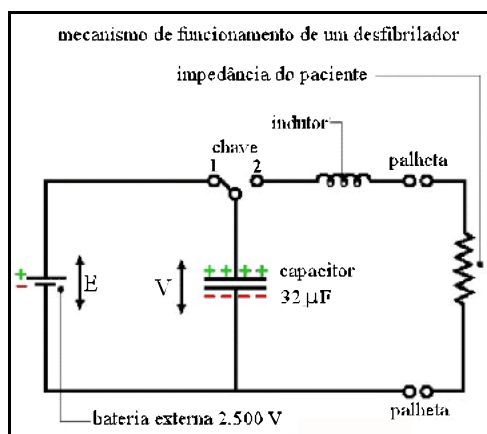 mecanismo de funcionamento de um desfibrilador
impedância do paciente
indutor
chave
1 2
palheta
+
-
E
V
+ + + +
- - - -
capacitor
32 µF
bateria externa 2.500 V
palheta